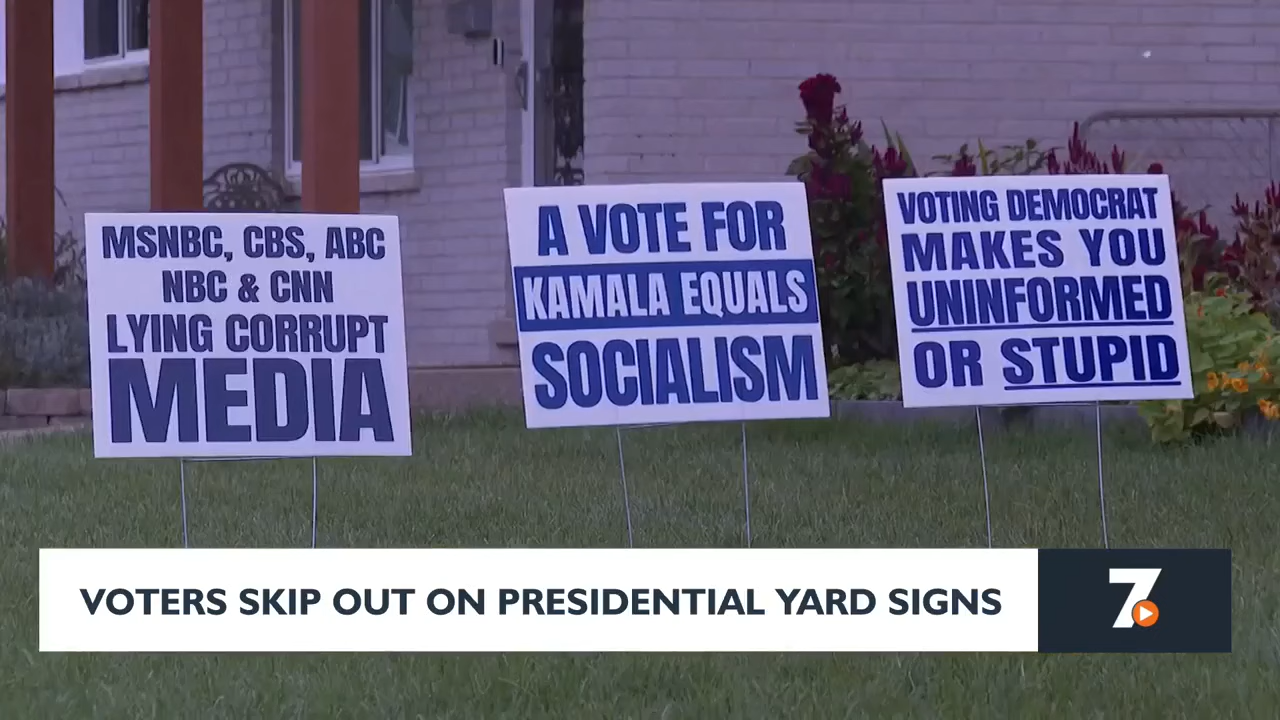 MSNBC, CBS, ABC
NBC & CNN
LYING CORRUPT
MEDIA
A VOTE FOR
KAMALA EQUALS
SOCIALISM
VOTING DEMOCRAT
MAKES YOU
UNINFORMED
OR STUPID
VOTERS SKIP OUT ON PRESIDENTIAL YARD SIGNS
7